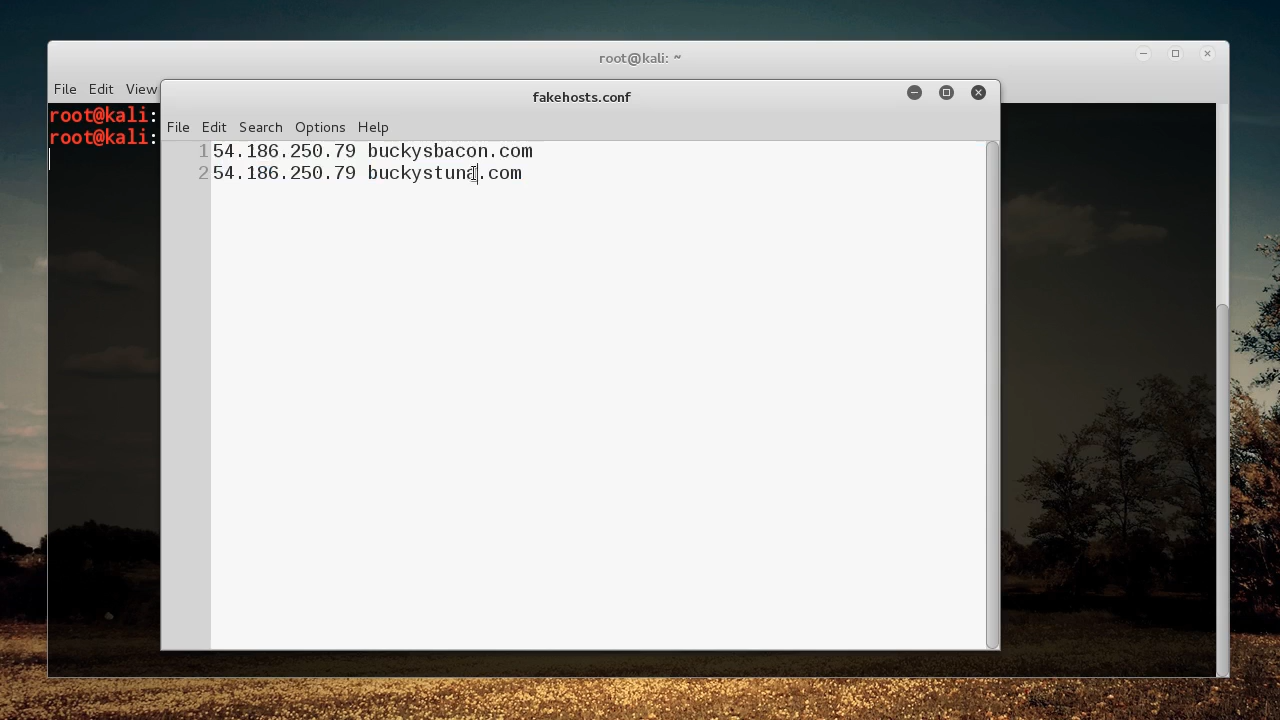 root@kali: ~
File Edit View
root@kali:
root@kali:
fakehosts.conf
File Edit Search Options Help
1 54.186.250.79 buckysbacon.com
2 54.186.250.79 buckystuna.com